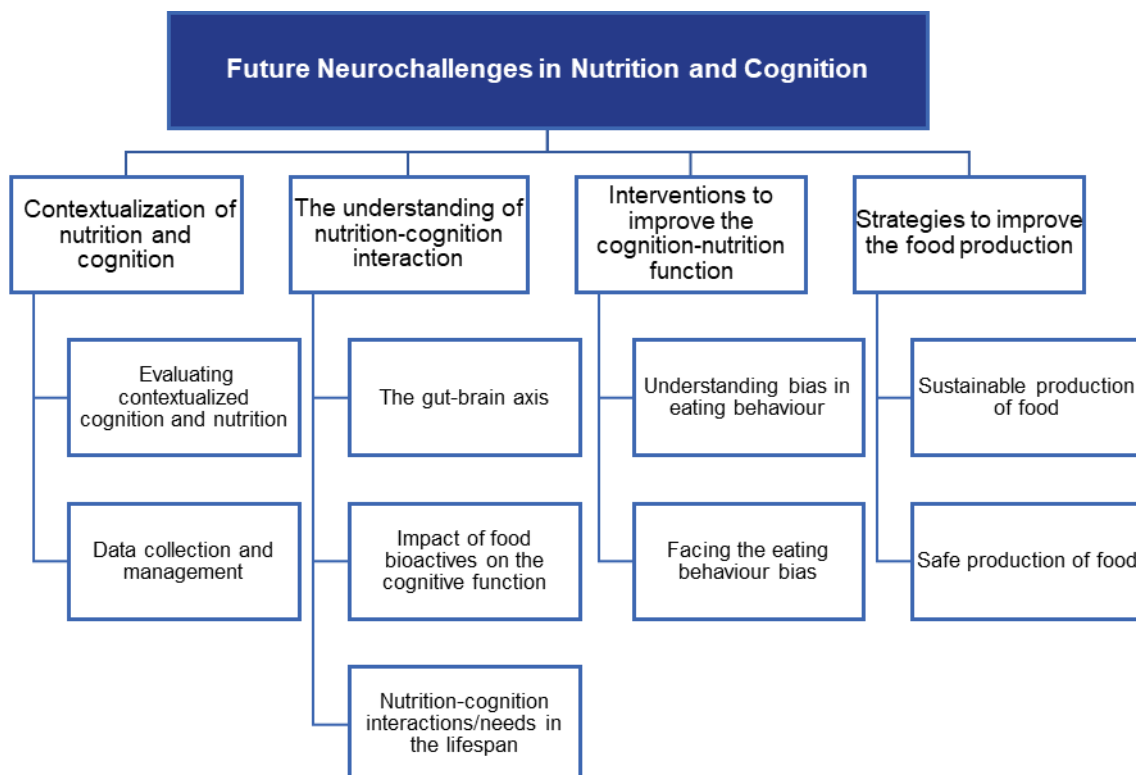 Future Neurochallenges in Nutrition and Cognition
Contextualization of
nutrition and
cognition
Evaluating
contextualized
cognition and nutrition
Data collection and
management
The understanding of
nutrition-cognition
interaction
The gut-brain axis
Impact of food
bioactives on the
cognitive function
Nutrition-cognition
interactions/needs in
the lifespan
Interventions to
improve the
cognition-nutrition
function
Understanding bias in
eating behaviour
Facing the eating
behaviour bias
Strategies to improve
the food production
Sustainable production
of food
Safe production of food